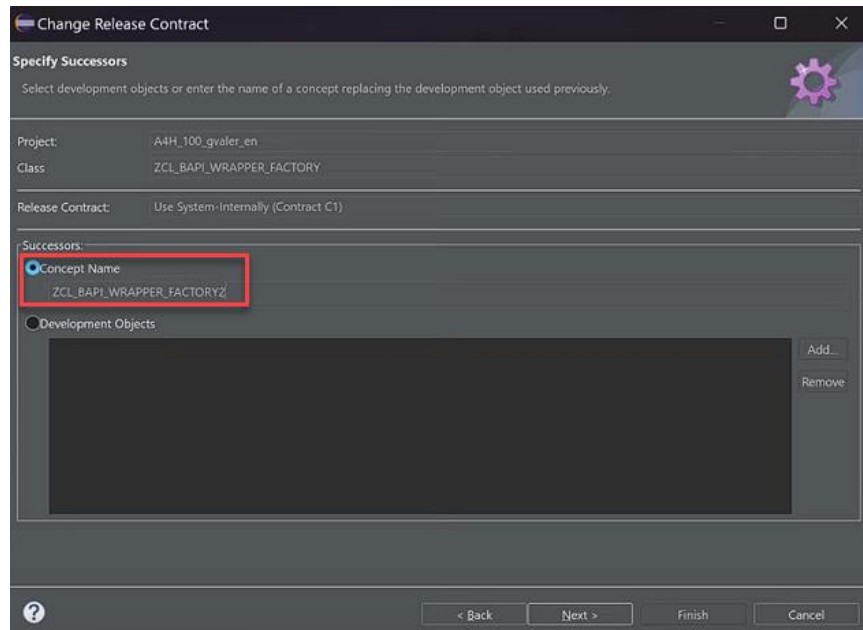 Change Release Contract
Specify Successors
Select development objects or enter the name of a concept replacing the development object used previously.
Project: A4H_100_gvaler_en
Class ZCL_BAPI_WRAPPER_FACTORY
Release Contract: Use System-Internally (Contract C1)
Successors:
Concept Name
ZCL_BAPI_WRAPPER_FACTORY2
Development Objects
Add...
Remove
?
< Back Next > Finish Cancel